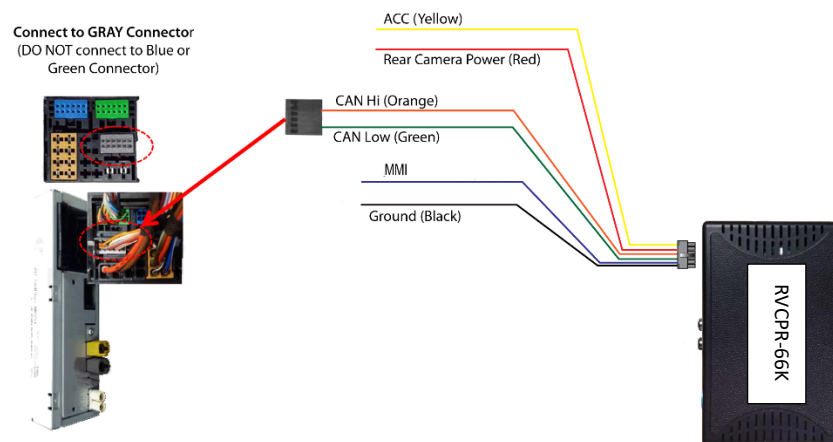 Connect to GRAY Connector
(DO NOT connect to Blue or
Green Connector)
ACC (Yellow)
Rear Camera Power (Red)
CAN Hi (Orange)
CAN Low (Green)
MMI
Ground (Black)
RVCPR-66K